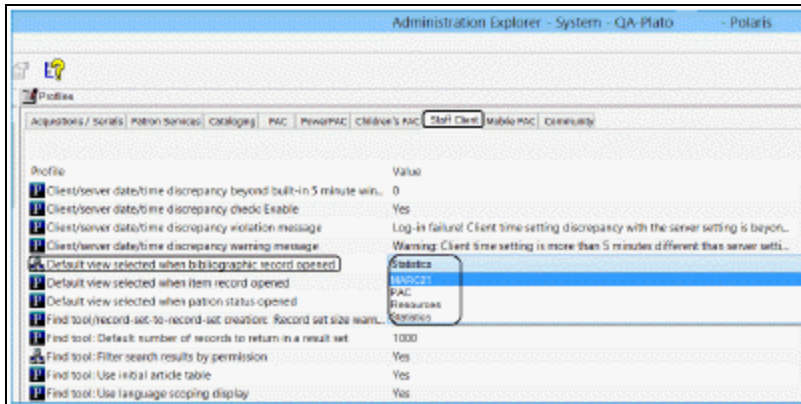 Administration Explorer - System - QA-Plato - Polaris
Profiles
Acquisitions / Serials Patron Services Cataloging PAC PowerPAC Children's PAC Staff Client Mobile PAC Community
Profile Value
Client/server date/time discrepancy beyond built-in 5 minute win... 0
Client/server date/time discrepancy check: Enable Yes
Client/server date/time discrepancy violation message Log-in failure! Client time setting discrepancy with the server setting is beyon...
Client/server date/time discrepancy warning message Warning: Client time setting is more than 5 minutes different than server setti...
Default view selected when bibliographic record opened Statistics
Default view selected when item record opened MARC21
PAC
Default view selected when patron status opened Resources
Find tool/record-set-to-record-set creation: Record set size warn... Statistics
Find tool: Default number of records to return in a result set 1000
Find tool: Filter search results by permission Yes
Find tool: Use initial article table Yes
Find tool: Use language scoping display Yes